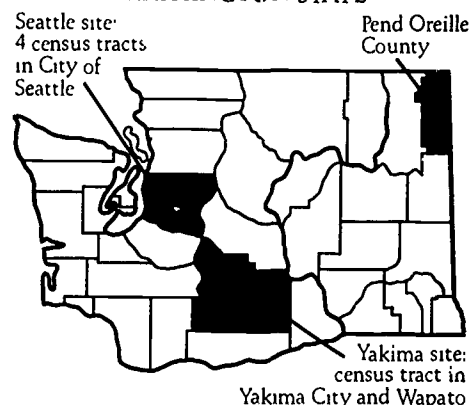 Seattle site:
4 census tracts
in City of
Seattle
Pend Oreille
County
Yakima site:
census tract in
Yakima City and Wapato